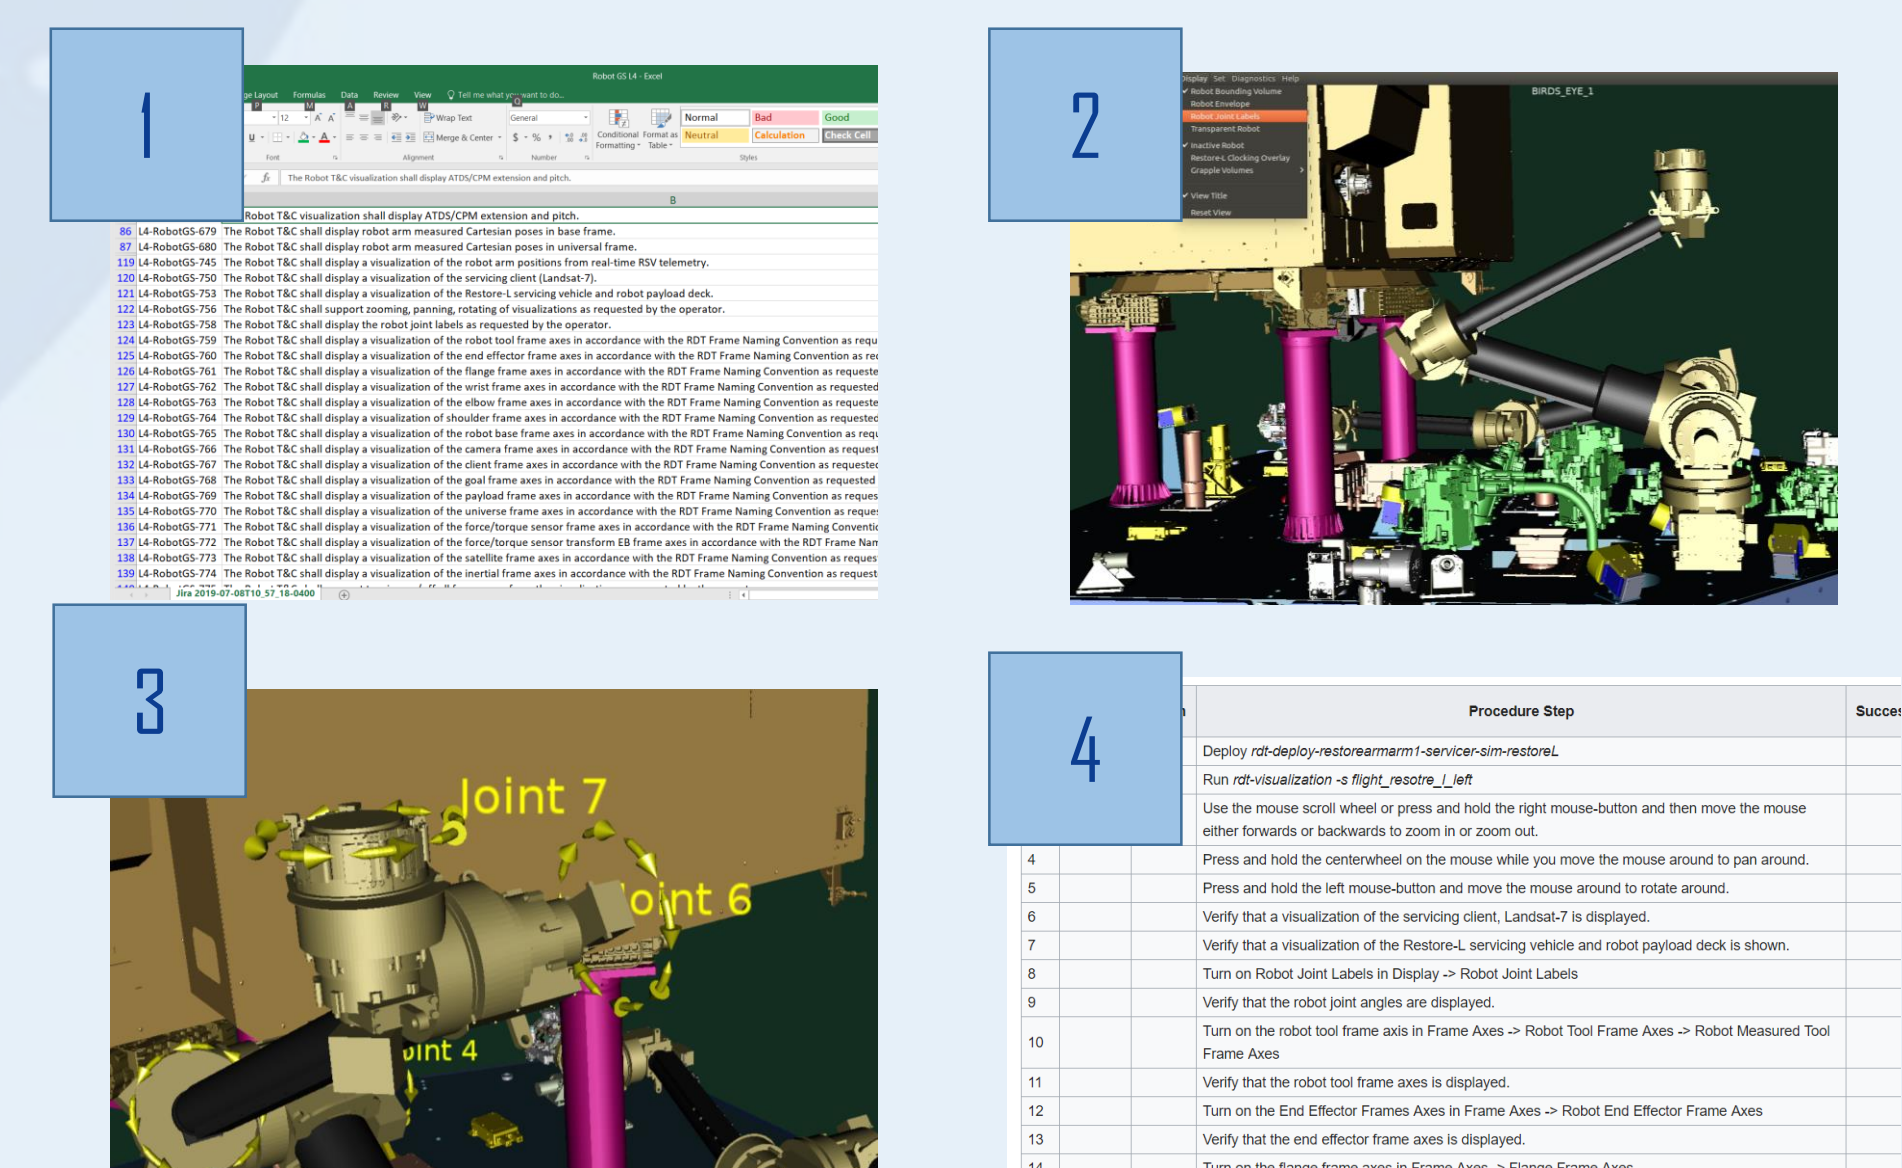 1
Robot GS L4 - Excel
ge Layout Formulas Data Review View Tell me what you want to do...
P M A R W Q
12 A A Wrap Text General Normal Bad Good
U A Merge & Center $ % Conditional Format as Neutral Calculation Check Cell
Formatting Table
Font Alignment Number Styles
fx The Robot T&C visualization shall display ATDS/CPM extension and pitch.
B
Robot T&C visualization shall display ATDS/CPM extension and pitch.
86 L4-RobotGS-679 The Robot T&C shall display robot arm measured Cartesian poses in base frame.
87 L4-RobotGS-680 The Robot T&C shall display robot arm measured Cartesian poses in universal frame.
119 L4-RobotGS-745 The Robot T&C shall display a visualization of the robot arm positions from real-time RSV telemetry.
120 L4-RobotGS-750 The Robot T&C shall display a visualization of the servicing client (Landsat-7).
121 L4-RobotGS-753 The Robot T&C shall display a visualization of the Restore-L servicing vehicle and robot payload deck.
122 L4-RobotGS-756 The Robot T&C shall support zooming, panning, rotating of visualizations as requested by the operator.
123 L4-RobotGS-758 The Robot T&C shall display the robot joint labels as requested by the operator.
124 L4-RobotGS-759 The Robot T&C shall display a visualization of the robot tool frame axes in accordance with the RDT Frame Naming Convention as requ
125 L4-RobotGS-760 The Robot T&C shall display a visualization of the end effector frame axes in accordance with the RDT Frame Naming Convention as req
126 L4-RobotGS-761 The Robot T&C shall display a visualization of the flange frame axes in accordance with the RDT Frame Naming Convention as requeste
127 L4-RobotGS-762 The Robot T&C shall display a visualization of the wrist frame axes in accordance with the RDT Frame Naming Convention as requested
128 L4-RobotGS-763 The Robot T&C shall display a visualization of the elbow frame axes in accordance with the RDT Frame Naming Convention as requeste
129 L4-RobotGS-764 The Robot T&C shall display a visualization of shoulder frame axes in accordance with the RDT Frame Naming Convention as requested
130 L4-RobotGS-765 The Robot T&C shall display a visualization of the robot base frame axes in accordance with the RDT Frame Naming Convention as requ
131 L4-RobotGS-766 The Robot T&C shall display a visualization of the camera frame axes in accordance with the RDT Frame Naming Convention as request
132 L4-RobotGS-767 The Robot T&C shall display a visualization of the client frame axes in accordance with the RDT Frame Naming Convention as requested
133 L4-RobotGS-768 The Robot T&C shall display a visualization of the goal frame axes in accordance with the RDT Frame Naming Convention as requested
134 L4-RobotGS-769 The Robot T&C shall display a visualization of the payload frame axes in accordance with the RDT Frame Naming Convention as reques
135 L4-RobotGS-770 The Robot T&C shall display a visualization of the universe frame axes in accordance with the RDT Frame Naming Convention as reques
136 L4-RobotGS-771 The Robot T&C shall display a visualization of the force/torque sensor frame axes in accordance with the RDT Frame Naming Conventic
137 L4-RobotGS-772 The Robot T&C shall display a visualization of the force/torque sensor transform EB frame axes in accordance with the RDT Frame Nam
138 L4-RobotGS-773 The Robot T&C shall display a visualization of the satellite frame axes in accordance with the RDT Frame Naming Convention as reques
139 L4-RobotGS-774 The Robot T&C shall display a visualization of the inertial frame axes in accordance with the RDT Frame Naming Convention as request
Jira 2019-07-08T10_57_18-0400
2
Display Set Diagnostics Help
Robot Bounding Volume
Robot Envelope
Robot Joint Labels
Transparent Robot
Inactive Robot
Restore-L Clocking Overlay
Grapple Volumes
View Title
Reset View
BIRDS_EYE_1
3
Joint 7
Joint 6
oint 4
4
Procedure Step Succes
Deploy rdt-deploy-restorearmarm1-servicer-sim-restoreL
Run rdt-visualization -s flight_resotre_l_left
Use the mouse scroll wheel or press and hold the right mouse-button and then move the mouse
either forwards or backwards to zoom in or zoom out.
4 Press and hold the centerwheel on the mouse while you move the mouse around to pan around.
5 Press and hold the left mouse-button and move the mouse around to rotate around.
6 Verify that a visualization of the servicing client, Landsat-7 is displayed.
7 Verify that a visualization of the Restore-L servicing vehicle and robot payload deck is shown.
8 Turn on Robot Joint Labels in Display -> Robot Joint Labels
9 Verify that the robot joint angles are displayed.
10 Turn on the robot tool frame axis in Frame Axes -> Robot Tool Frame Axes -> Robot Measured Tool
Frame Axes
11 Verify that the robot tool frame axes is displayed.
12 Turn on the End Effector Frames Axes in Frame Axes -> Robot End Effector Frame Axes
13 Verify that the end effector frame axes is displayed.
14 Turn on the flange frame axes in Frame Axes -> Flange Frame Axes